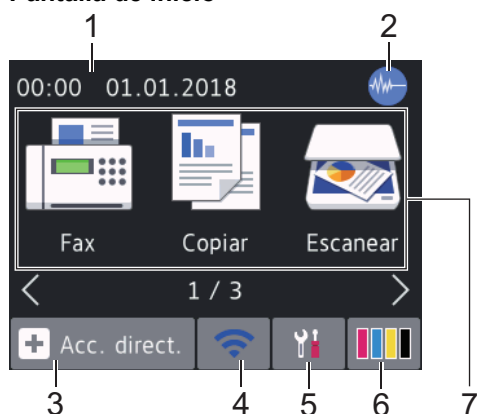 Pantalla de Inicio
1 2
00:00 01.01.2018
Fax Copiar Escanear
1 / 3
Acc. direct.
3 4 5 6 7